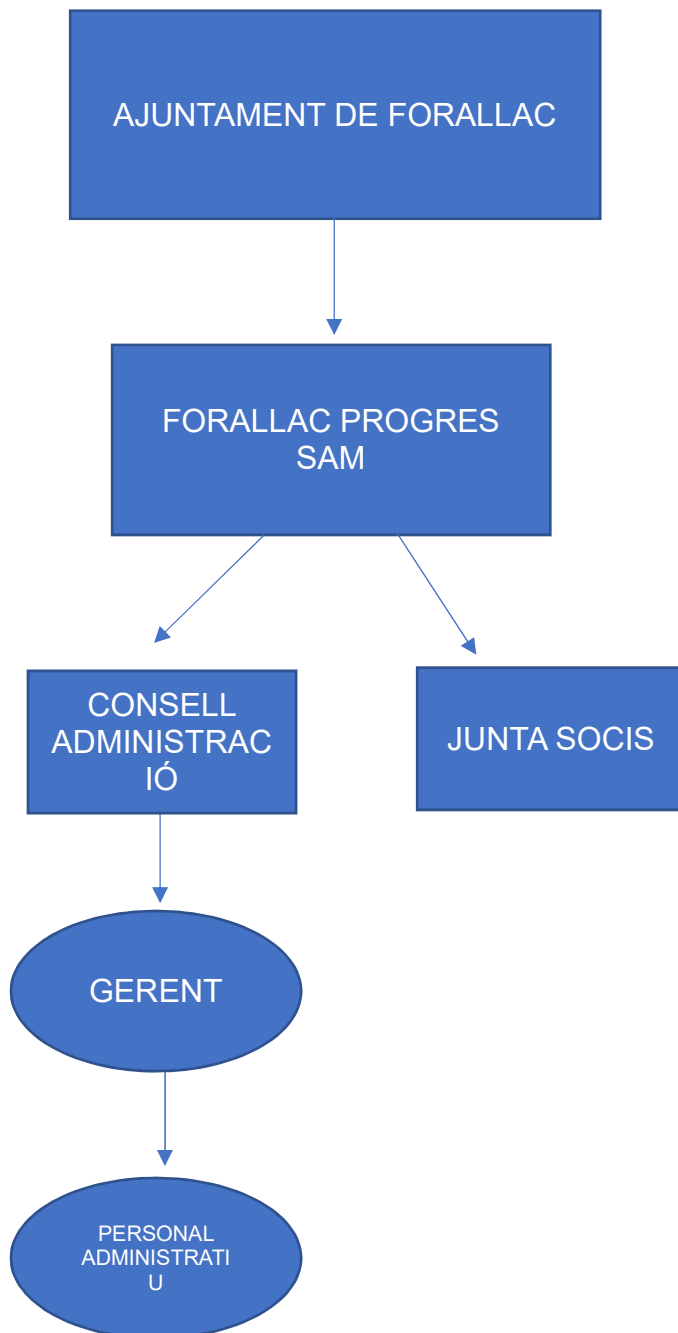 AJUNTAMENT DE FORALLAC
FORALLAC PROGRES
SAM
CONSELL
ADMINISTRAC
IÓ
JUNTA SOCIS
GERENT
PERSONAL
ADMINISTRATI
U